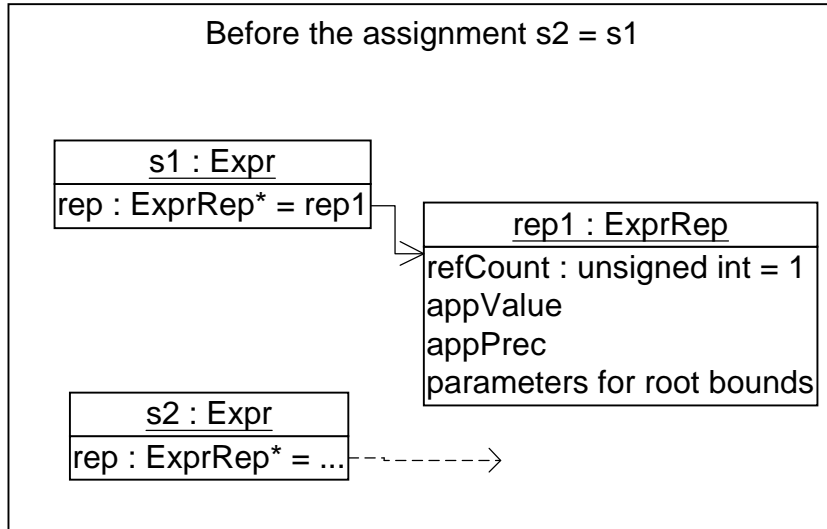 Before the assignment s2 = s1
s1 : Expr
rep : ExprRep* = rep1
rep1 : ExprRep
refCount : unsigned int = 1
appValue
appPrec
parameters for root bounds
s2 : Expr
rep : ExprRep* = ...